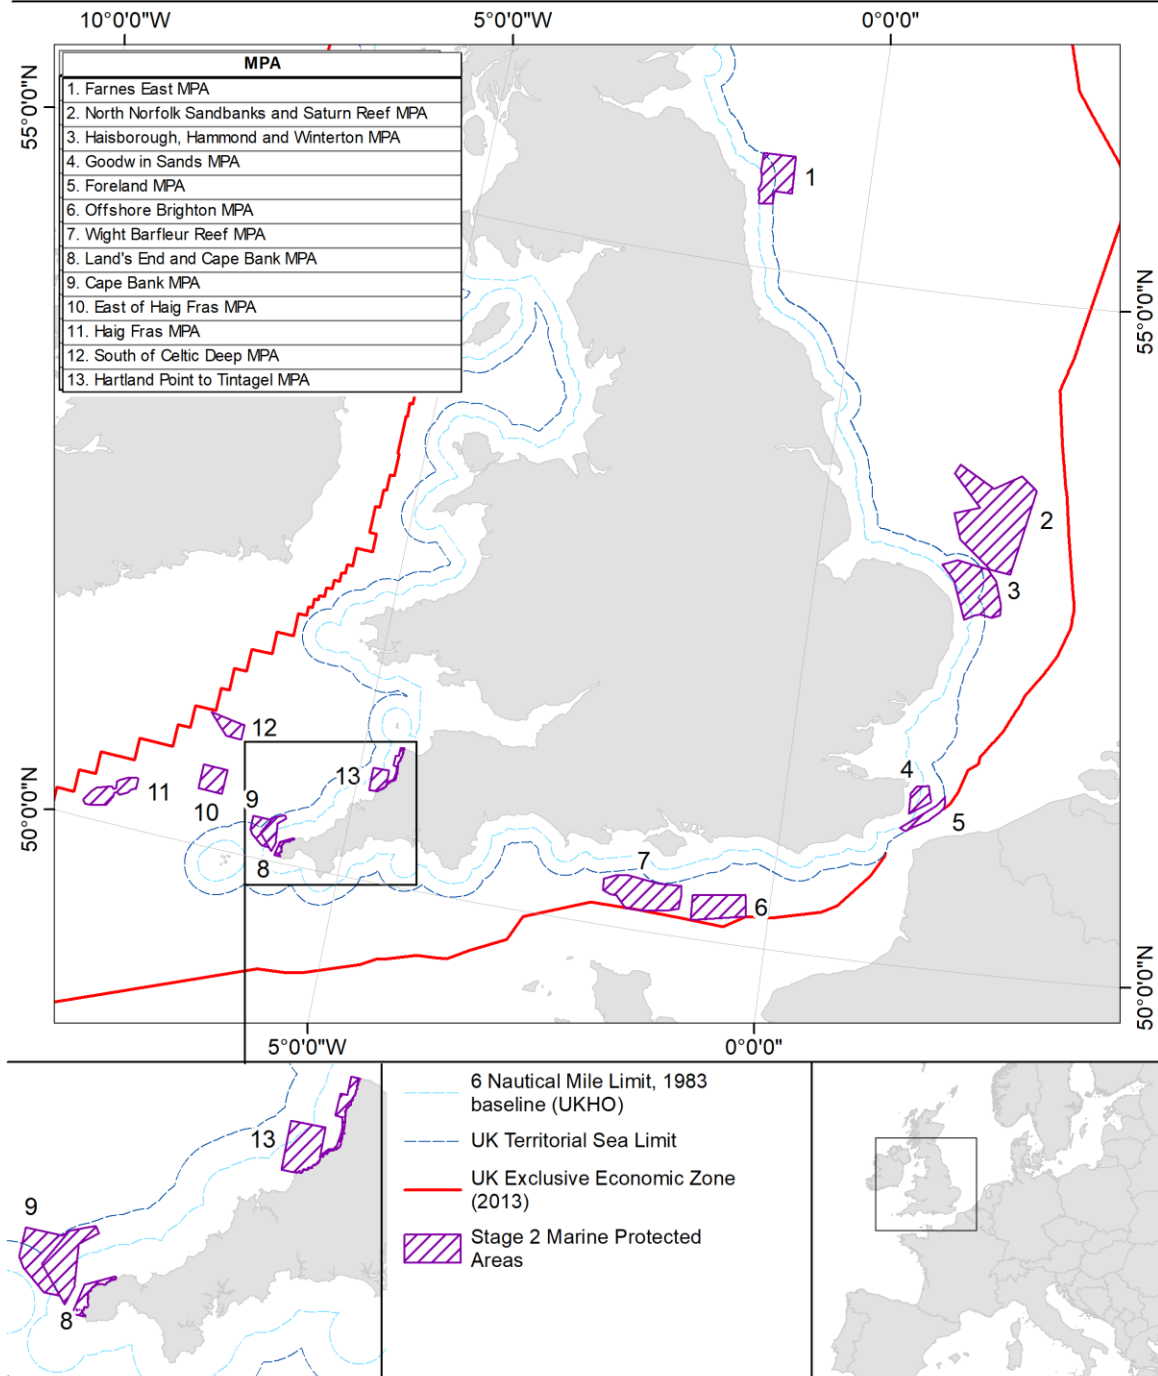 10°0'0"W
5°0'0"W
0°0'0"
55°0'0"N
MPA
1. Farnes East MPA
2. North Norfolk Sandbanks and Saturn Reef MPA
3. Haisborough, Hammond and Winterton MPA
4. Goodwin Sands MPA
5. Foreland MPA
6. Offshore Brighton MPA
7. Wight Barfleur Reef MPA
8. Land's End and Cape Bank MPA
9. Cape Bank MPA
10. East of Haig Fras MPA
11. Haig Fras MPA
12. South of Celtic Deep MPA
13. Hartland Point to Tintagel MPA
1
55°0'0"N
2
3
12
13
4
11
10
9
5
50°0'0"N
8
7
6
50°0'0"N
5°0'0"W
0°0'0"
13
9
8
6 Nautical Mile Limit, 1983
baseline (UKHO)
UK Territorial Sea Limit
UK Exclusive Economic Zone
(2013)
Stage 2 Marine Protected
Areas